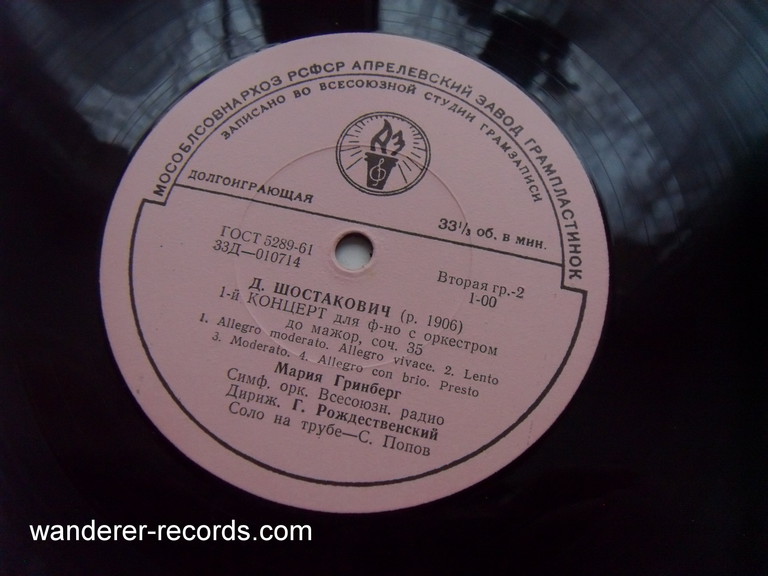 МОСОБЛСОВНАРХОЗ РСФСР АПРЕЛЕВСКИЙ ЗАВОД ГРАМПЛАСТИНОК
ЗАПИСАНО ВО ВСЕСОЮЗНОЙ СТУДИИ ГРАМЗАПИСИ
АЗ
ДОЛГОИГРАЮЩАЯ
33⅓ об. в мин.
ГОСТ 5289-61
33Д—010714
Вторая гр.-2
1-00
Д. ШОСТАКОВИЧ (р. 1906)
1-й КОНЦЕРТ для ф-но с оркестром
до мажор, соч. 35
1. Allegro moderato. Allegro vivace. 2. Lento
3. Moderato. 4. Allegro con brio. Presto
Мария Гринберг
Симф. орк. Всесоюзн. радио
Дириж. Г. Рождественский
Соло на трубе—С. Попов
wanderer-records.com